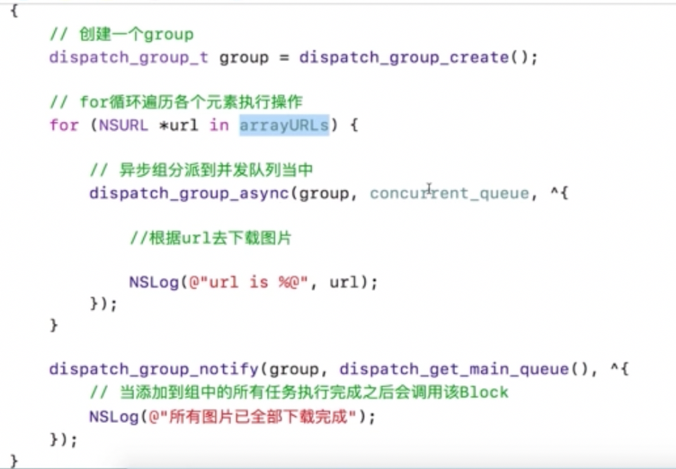 {
// 创建一个group
dispatch_group_t group = dispatch_group_create();
// for循环遍历各个元素执行操作
for (NSURL *url in arrayURLs) {
// 异步组分派到并发队列当中
dispatch_group_async(group, concurrent_queue, ^{
//根据url去下载图片
NSLog(@"url is %@", url);
});
}
dispatch_group_notify(group, dispatch_get_main_queue(), ^{
// 当添加到组中的所有任务执行完成之后会调用该Block
NSLog(@"所有图片已全部下载完成");
});
}